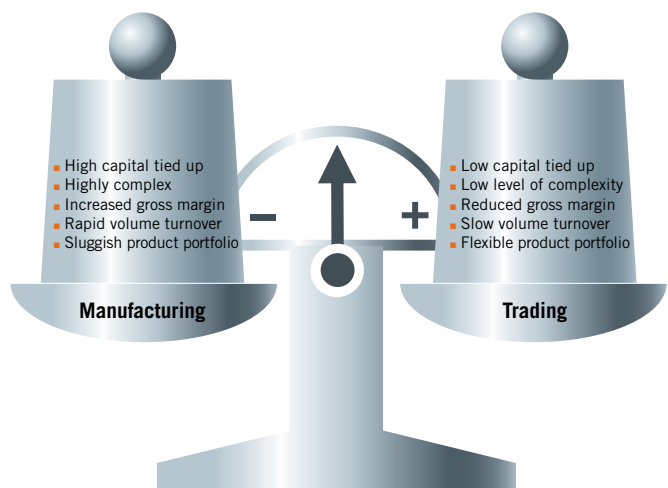 High capital tied up
Highly complex
Increased gross margin
Rapid volume turnover
Sluggish product portfolio
Manufacturing
− +
Low capital tied up
Low level of complexity
Reduced gross margin
Slow volume turnover
Flexible product portfolio
Trading